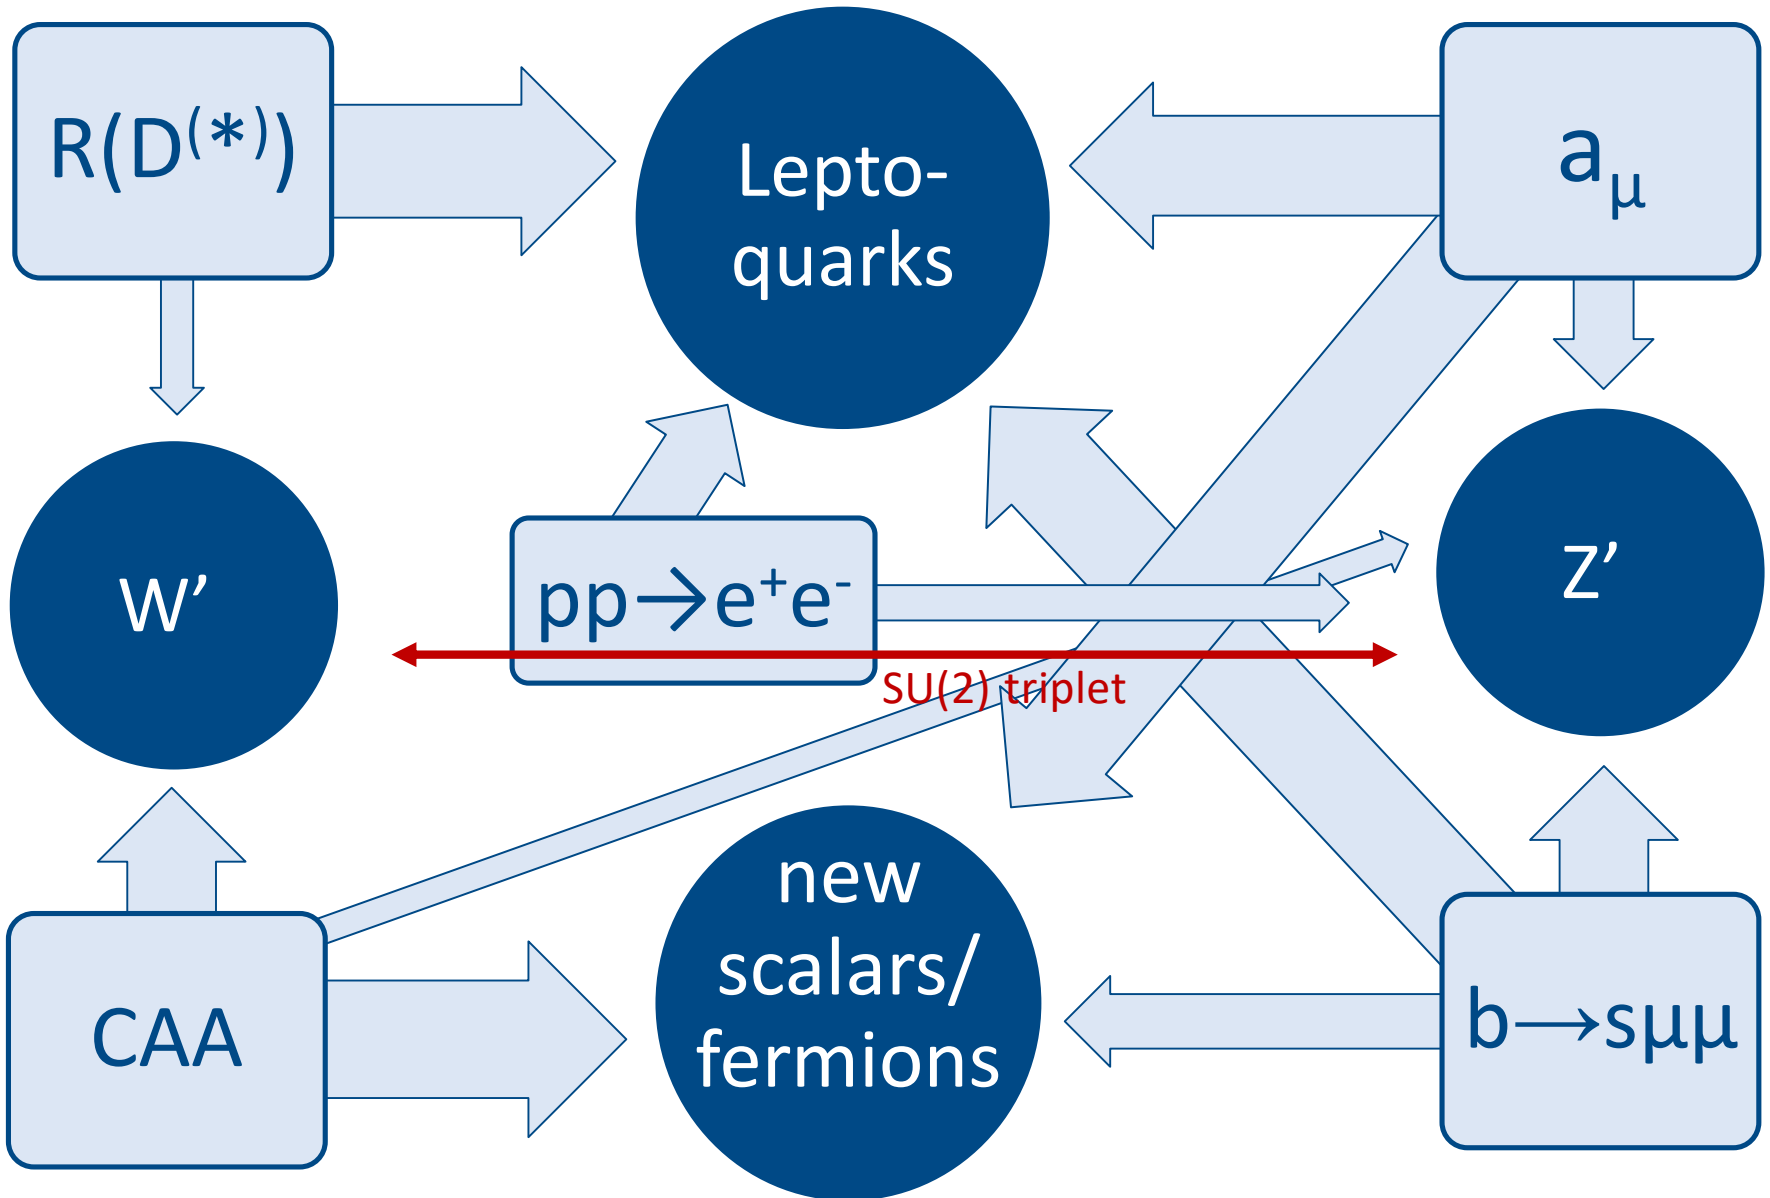 R(D⁽*⁾)
Lepto-
quarks
aμ
W’
pp→e⁺e⁻
Z’
SU(2) triplet
new
scalars/
fermions
CAA
b→sμμ